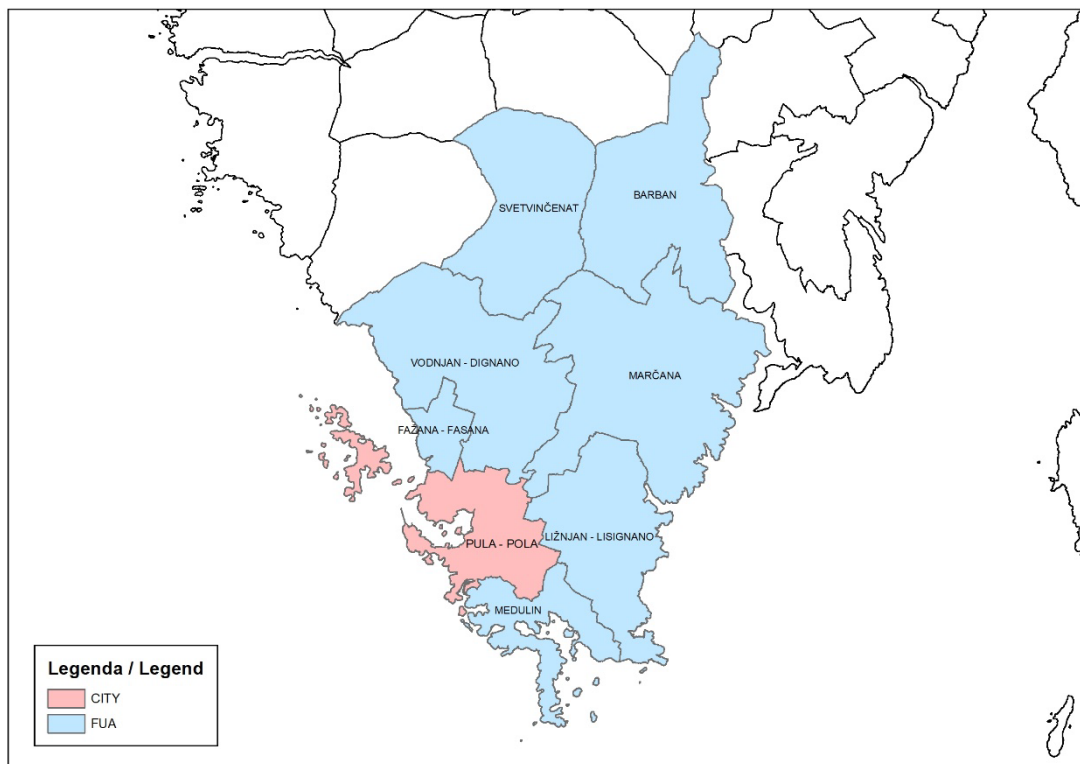 BARBAN
SVETVINČENAT
VODNJAN - DIGNANO
MARČANA
FAŽANA - FASANA
PULA - POLA
LIŽNJAN - LISIGNANO
MEDULIN
Legenda / Legend
CITY
FUA